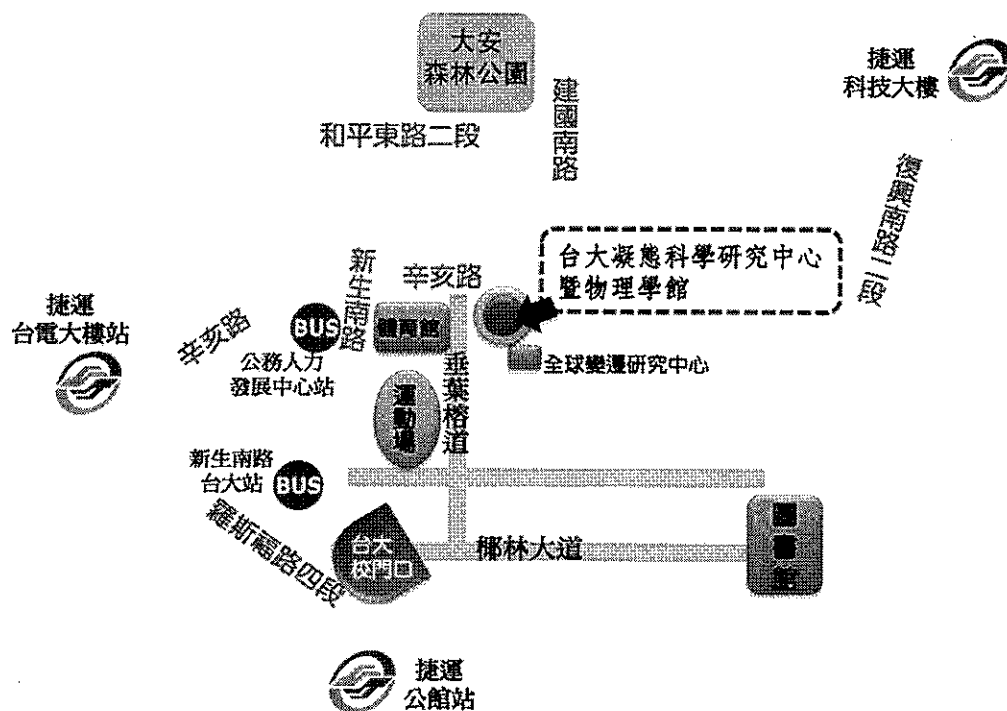 大安
森林公園
捷運
科技大樓
建國南路
和平東路二段
復興南路二段
台大凝態科學研究中心
暨物理學館
新生南路
辛亥路
捷運
台電大樓站
辛亥路
BUS
體育館
公務人力
發展中心站
全球變遷研究中心
垂葉榕道
運動場
新生南路
台大站
BUS
羅斯福路四段
台大
校門口
椰林大道
圖書館
捷運
公館站